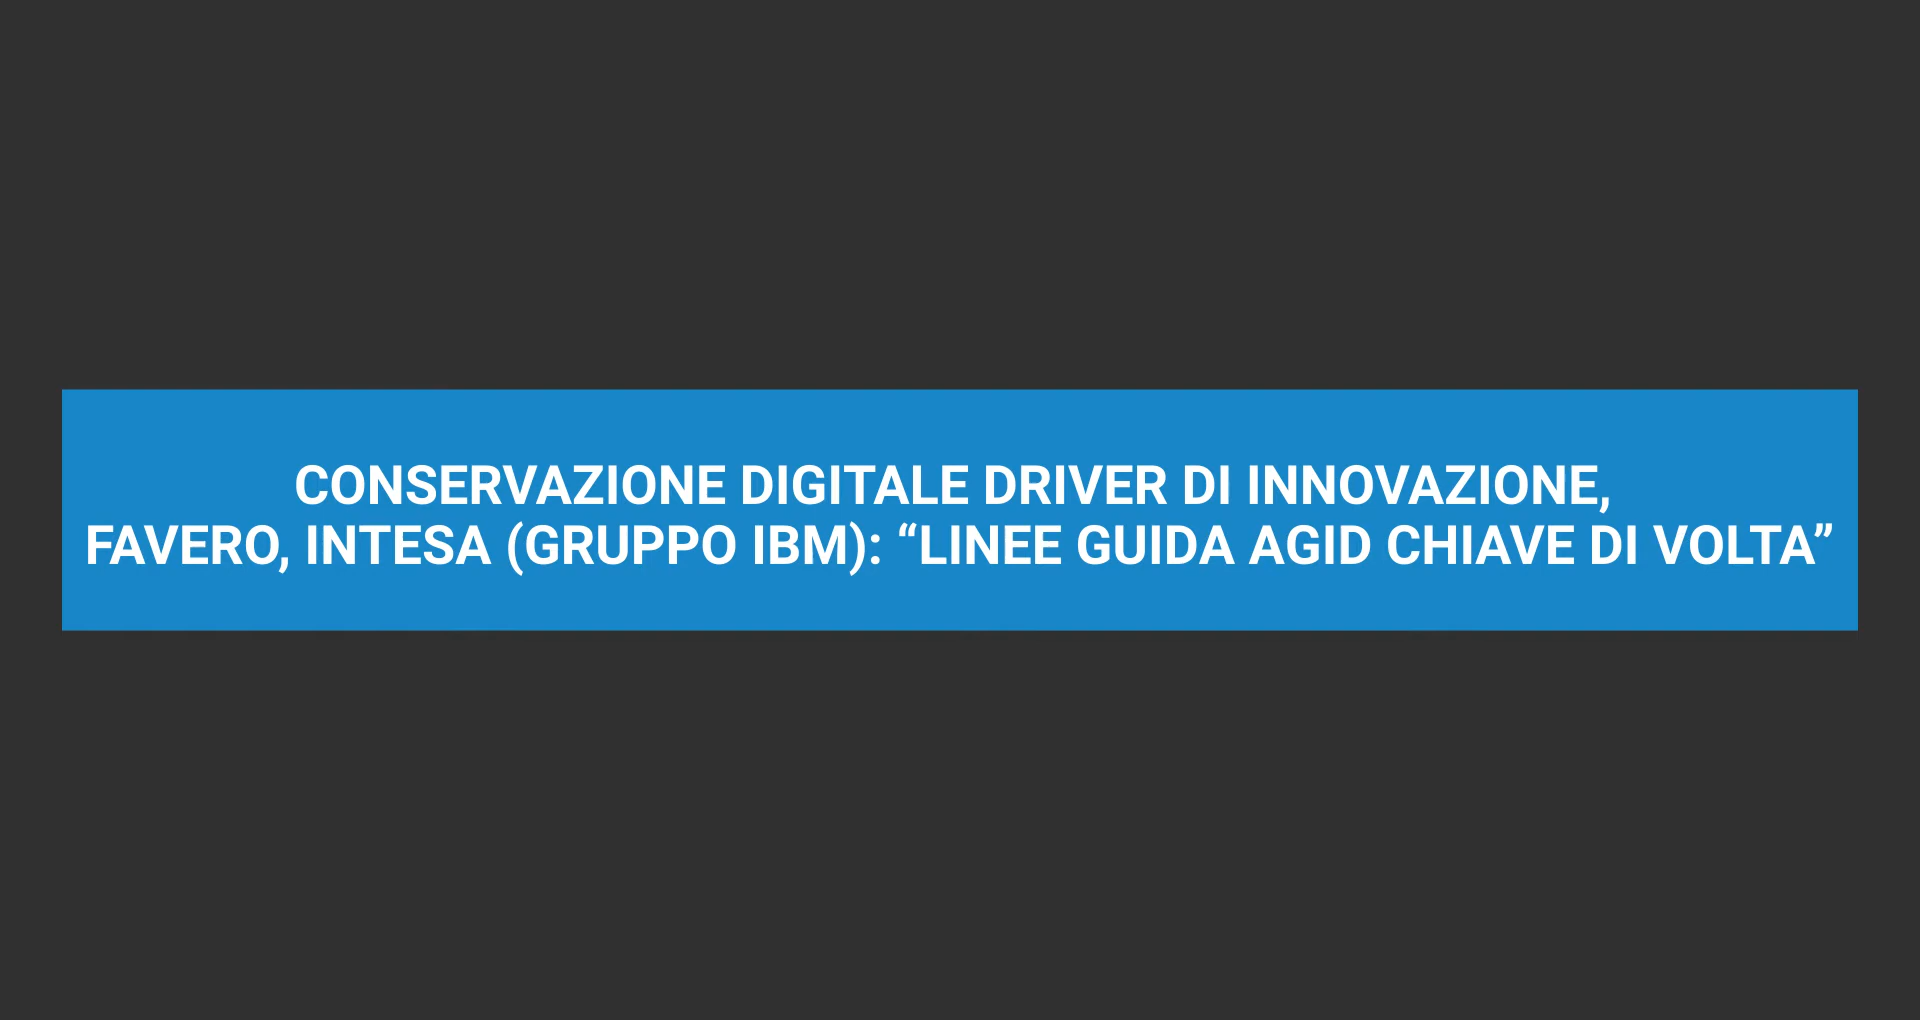 CONSERVAZIONE DIGITALE DRIVER DI INNOVAZIONE,
FAVERO, INTESA (GRUPPO IBM): “LINEE GUIDA AGID CHIAVE DI VOLTA”